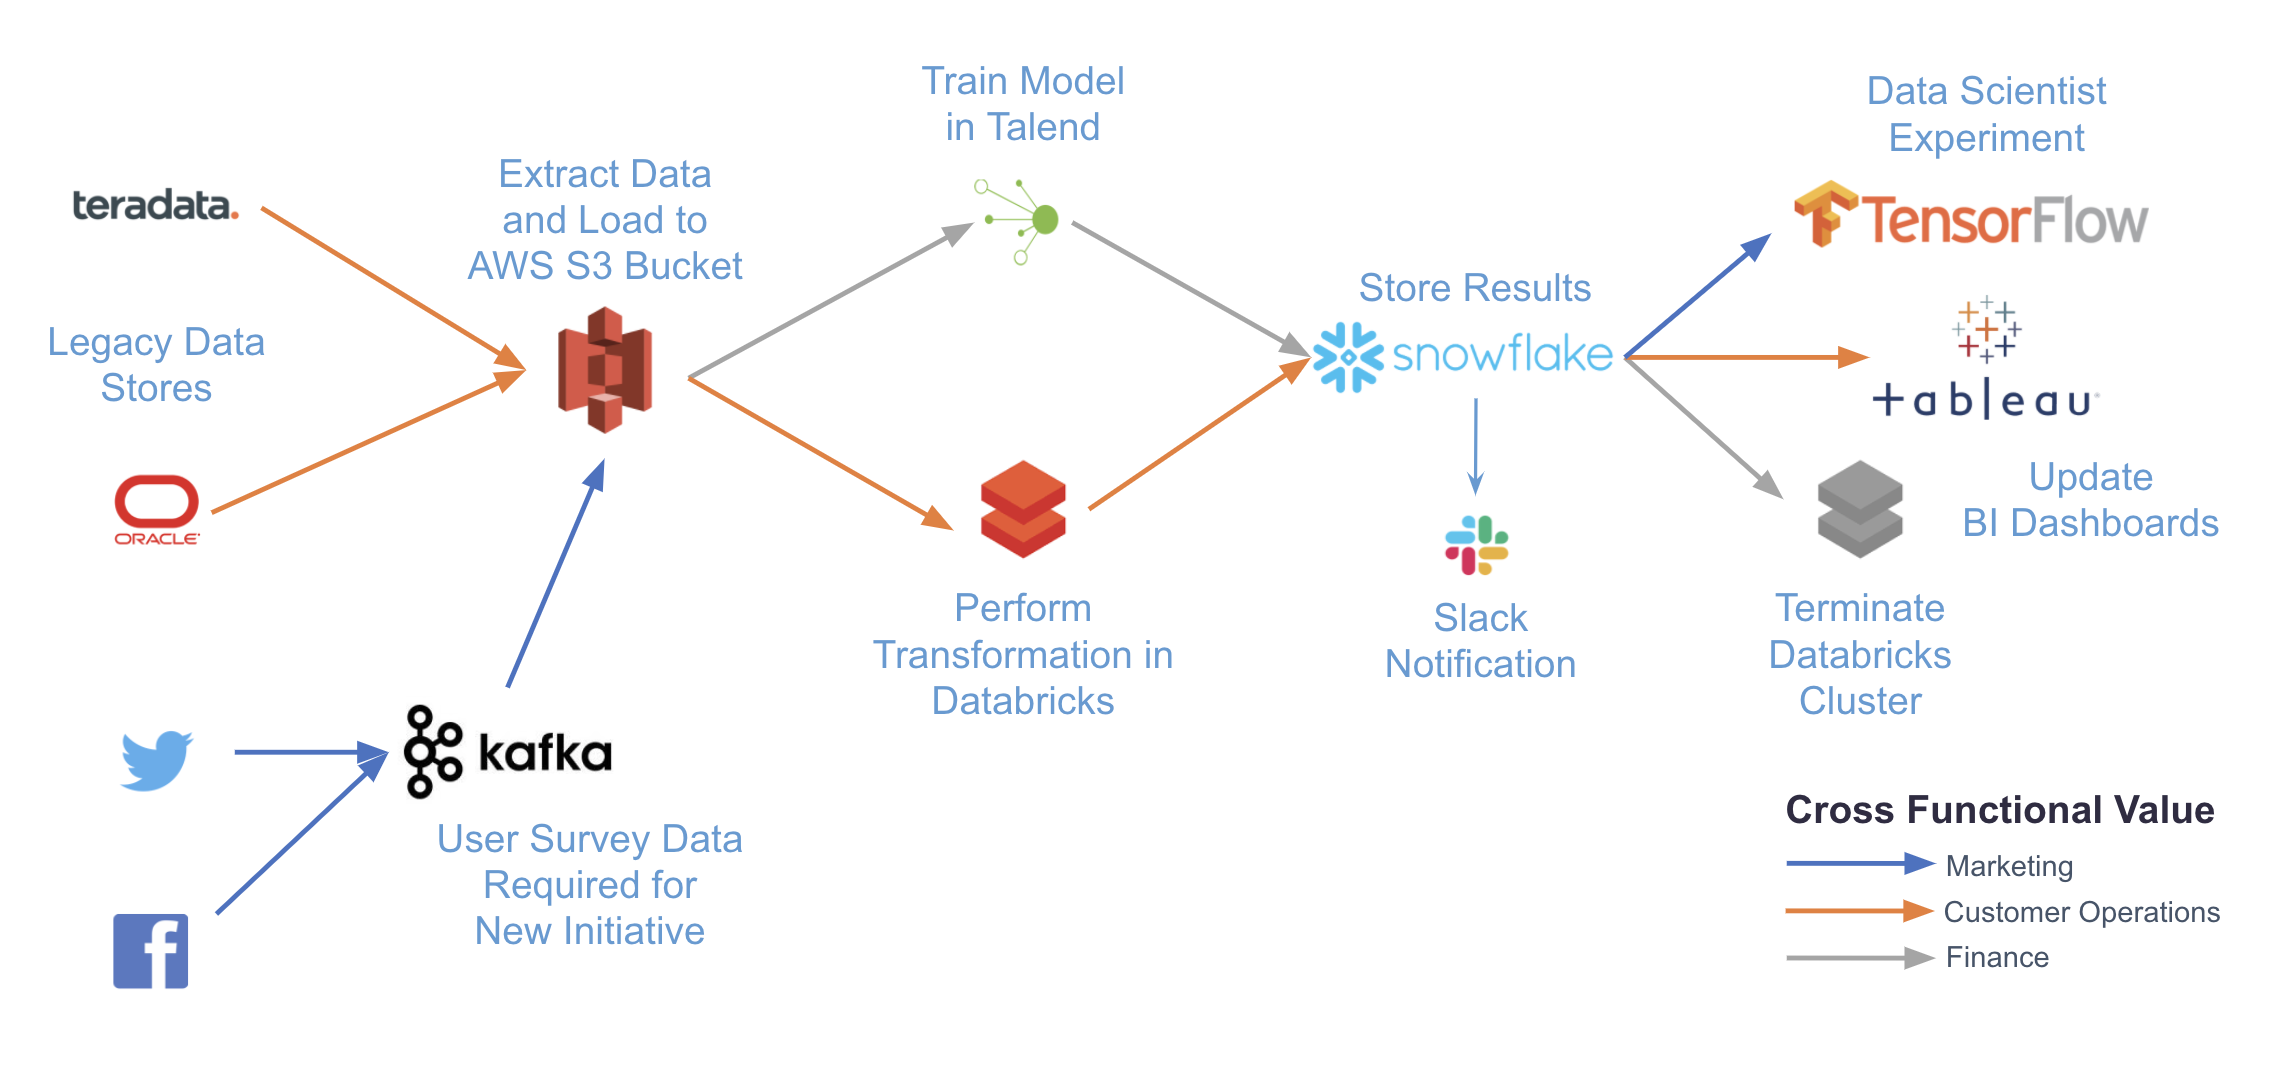 teradata.
Legacy Data
Stores
ORACLE
Extract Data
and Load to
AWS S3 Bucket
kafka
User Survey Data
Required for
New Initiative
Train Model
in Talend
Perform
Transformation in
Databricks
Store Results
snowflake
Slack
Notification
Data Scientist
Experiment
TensorFlow
+ableau
Update
BI Dashboards
Terminate
Databricks
Cluster
Cross Functional Value
Marketing
Customer Operations
Finance